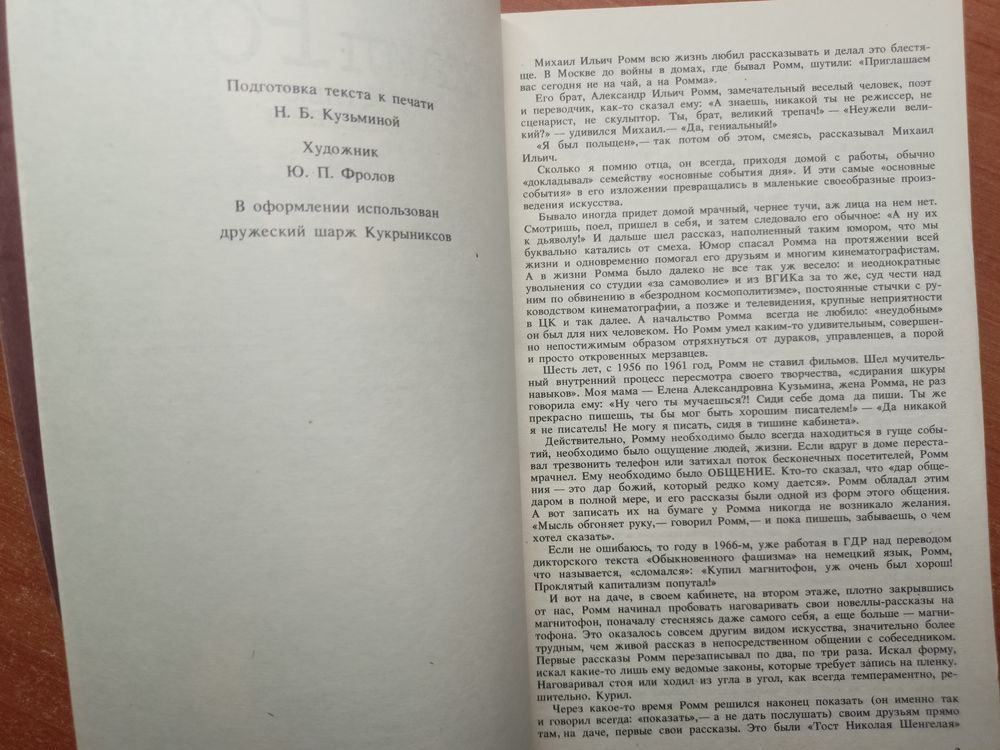 Подготовка текста к печати
Н. Б. Кузьминой
Художник
Ю. П. Фролов
В оформлении использован
дружеский шарж Кукрыниксов
Михаил Ильич Ромм всю жизнь любил рассказывать и делал это блестя-
ще. В Москве до войны в домах, где бывал Ромм, шутили: «Приглашаем
вас сегодня не на чай, а на Ромма».
Его брат, Александр Ильич Ромм, замечательный веселый человек, поэт
и переводчик, как-то сказал ему: «А знаешь, никакой ты не режиссер, не
сценарист, не скульптор. Ты, брат, великий трепач!» — «Неужели вели-
кий?» — удивился Михаил.— «Да, гениальный!»
«Я был польщен»,— так потом об этом, смеясь, рассказывал Михаил
Ильич.
Сколько я помню отца, он всегда, приходя домой с работы, обычно
«докладывал» семейству «основные события дня». И эти самые «основные
события» в его изложении превращались в маленькие своеобразные произ-
ведения искусства.
Бывало иногда придет домой мрачный, чернее тучи, аж лица на нем нет.
Смотришь, поел, пришел в себя, и затем следовало его обычное: «А ну их
к дьяволу!» И дальше шел рассказ, наполненный таким юмором, что мы
буквально катались от смеха. Юмор спасал Ромма на протяжении всей
жизни и одновременно помогал его друзьям и многим кинематографистам.
А в жизни Ромма было далеко не все так уж весело: и неоднократные
увольнения со студии «за самоволие» и из ВГИКа за то же, суд чести над
ним по обвинению в «безродном космополитизме», постоянные стычки с ру-
ководством кинематографии, а позже и телевидения, крупные неприятности
в ЦК и так далее. А начальство Ромма всегда не любило: «неудобным»
он был для них человеком. Но Ромм умел каким-то удивительным, совершен-
но непостижимым образом отряхнуться от дураков, управленцев, а порой
и просто откровенных мерзавцев.
Шесть лет, с 1956 по 1961 год, Ромм не ставил фильмов. Шел мучитель-
ный внутренний процесс пересмотра своего творчества, «сдирания шкуры
навыков». Моя мама — Елена Александровна Кузьмина, жена Ромма, не раз
говорила ему: «Ну чего ты мучаешься?! Сиди себе дома да пиши. Ты же
прекрасно пишешь, ты бы мог быть хорошим писателем!» — «Да никакой
я не писатель! Не могу я писать, сидя в тишине кабинета».
Действительно, Ромму необходимо было всегда находиться в гуще собы-
тий, необходимо было ощущение людей, жизни. Если вдруг в доме переста-
вал трезвонить телефон или затихал поток бесконечных посетителей, Ромм
мрачнел. Ему необходимо было ОБЩЕНИЕ. Кто-то сказал, что «дар обще-
ния — это дар божий, который редко кому дается». Ромм обладал этим
даром в полной мере, и его рассказы были одной из форм этого общения.
А вот записать их на бумаге у Ромма никогда не возникало желания.
«Мысль обгоняет руку,— говорил Ромм,— и пока пишешь, забываешь, о чем
хотел сказать».
Если не ошибаюсь, то году в 1966-м, уже работая в ГДР над переводом
дикторского текста «Обыкновенного фашизма» на немецкий язык, Ромм,
что называется, «сломался»: «Купил магнитофон, уж очень был хорош!
Проклятый капитализм попутал!»
И вот на даче, в своем кабинете, на втором этаже, плотно закрывшись
от нас, Ромм начинал пробовать наговаривать свои новеллы-рассказы на
магнитофон, поначалу стесняясь даже самого себя, а еще больше — магни-
тофона. Это оказалось совсем другим видом искусства, значительно более
трудным, чем живой рассказ в непосредственном общении с собеседником.
Первые рассказы Ромм перезаписывал по два, по три раза. Искал форму,
искал какие-то лишь ему ведомые законы, которые требует запись на пленку.
Наговаривал стоя или ходил из угла в угол, как всегда темпераментно, ре-
шительно. Курил.
Через какое-то время Ромм решился наконец показать (он именно так
и говорил всегда: «показать»,— а не дать послушать) своим друзьям прямо
там, на даче, первые свои рассказы. Это были «Тост Николая Шенгелая»